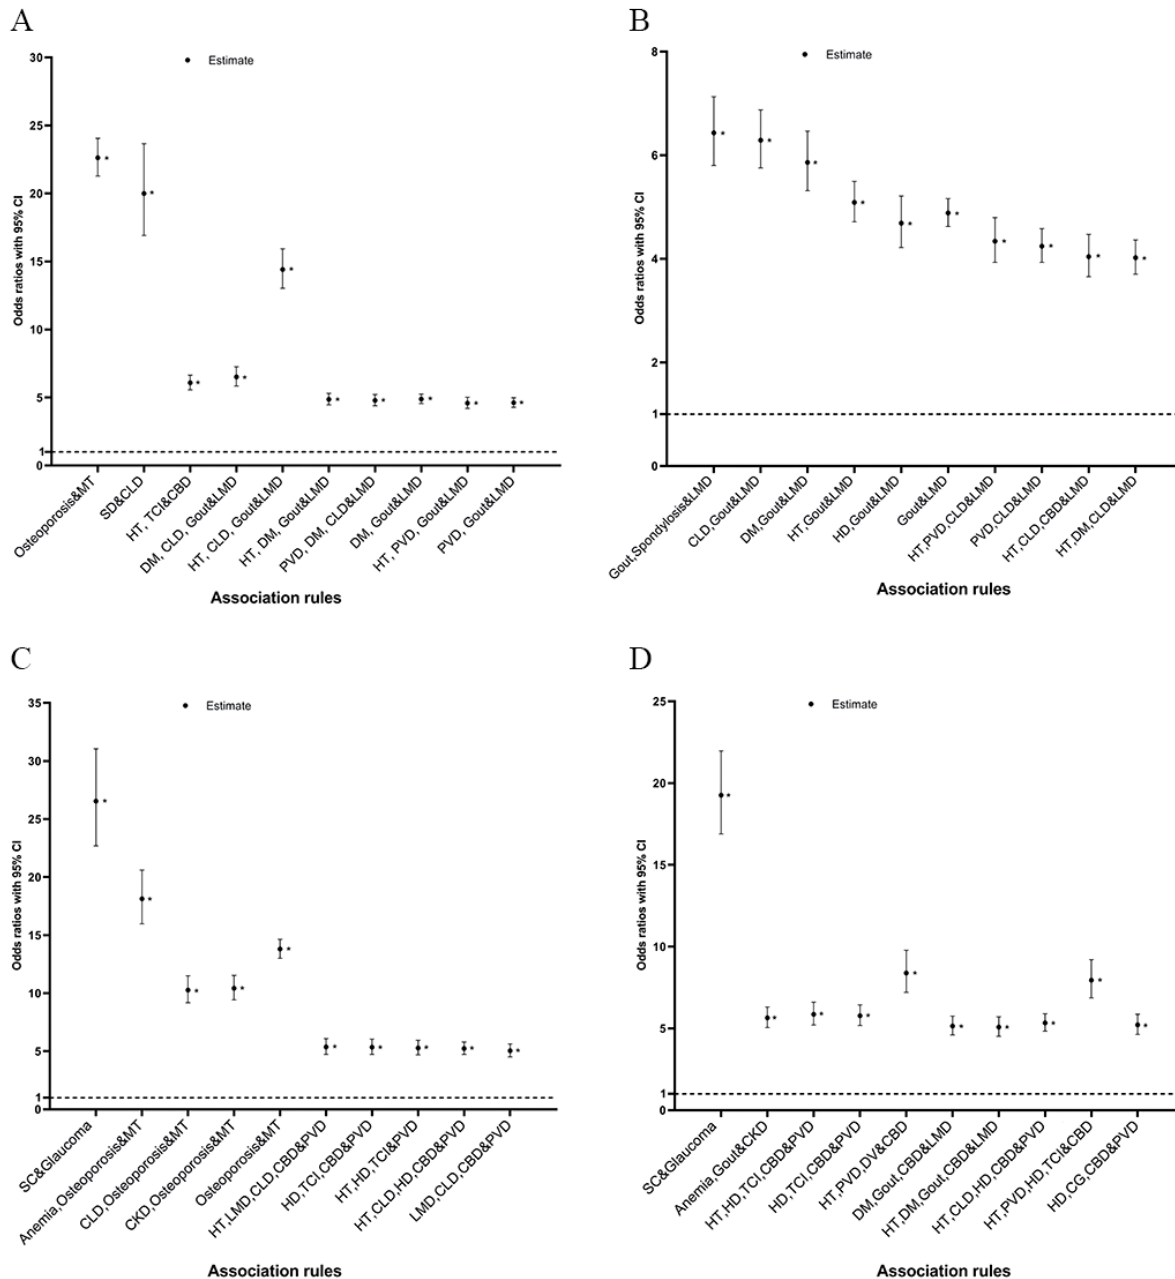 A
Estimate
30
25
20
15
10
5
1
0
Odds ratios with 95% CI
* * * * * * * * * *
Osteoporosis&MT
SD&CLD
HT, TCI&CBD
DM, CLD, Gout&LMD
HT, CLD, Gout&LMD
HT, DM, Gout&LMD
PVD, DM, CLD&LMD
DM, Gout&LMD
HT, PVD, Gout&LMD
PVD, Gout&LMD
Association rules
B
Estimate
8
6
4
2
1
0
Odds ratios with 95% CI
* * * * * * * * * *
Gout,Spondylosis&LMD
CLD,Gout&LMD
DM,Gout&LMD
HT,Gout&LMD
HD,Gout&LMD
Gout&LMD
HT,PVD,CLD&LMD
PVD,CLD&LMD
HT,CLD,CBD&LMD
HT,DM,CLD&LMD
Association rules
C
Estimate
35
30
25
20
15
10
5
1
0
Odds ratios with 95% CI
* * * * * * * * * *
SC&Glaucoma
Anemia,Osteoporosis&MT
CLD,Osteoporosis&MT
CKD,Osteoporosis&MT
Osteoporosis&MT
HT,LMD,CLD,CBD&PVD
HD,TCI,CBD&PVD
HT,HD,TCI&PVD
HT,CLD,HD,CBD&PVD
LMD,CLD,CBD&PVD
Association rules
D
Estimate
25
20
15
10
5
1
0
Odds ratios with 95% CI
* * * * * * * * * *
SC&Glaucoma
Anemia,Gout&CKD
HT,HD,TCI,CBD&PVD
HD,TCI,CBD&PVD
HT,PVD,DV&CBD
DM,Gout,CBD&LMD
HT,DM,Gout,CBD&LMD
HT,CLD,HD,CBD&PVD
HT,PVD,HD,TCI&CBD
HD,CG,CBD&PVD
Association rules